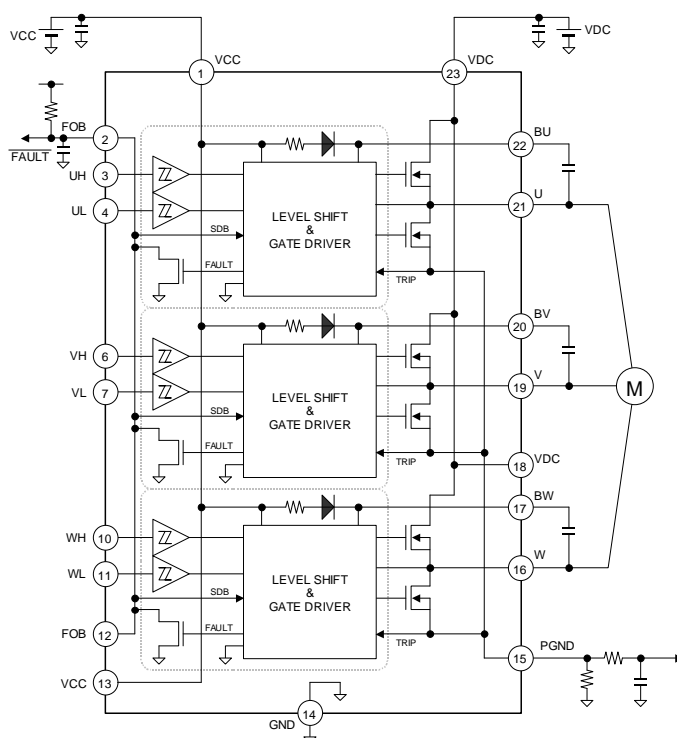 VCC
VDC
VCC
VDC
1
23
FOB
2
FAULT
BU
22
UH
3
UL
4
U
21
LEVEL SHIFT
&
GATE DRIVER
SDB
FAULT
TRIP
BV
20
VH
6
VL
7
V
19
M
LEVEL SHIFT
&
GATE DRIVER
SDB
FAULT
TRIP
VDC
18
BW
17
WH
10
WL
11
W
16
LEVEL SHIFT
&
GATE DRIVER
SDB
FAULT
TRIP
FOB
12
PGND
15
VCC
13
GND
14